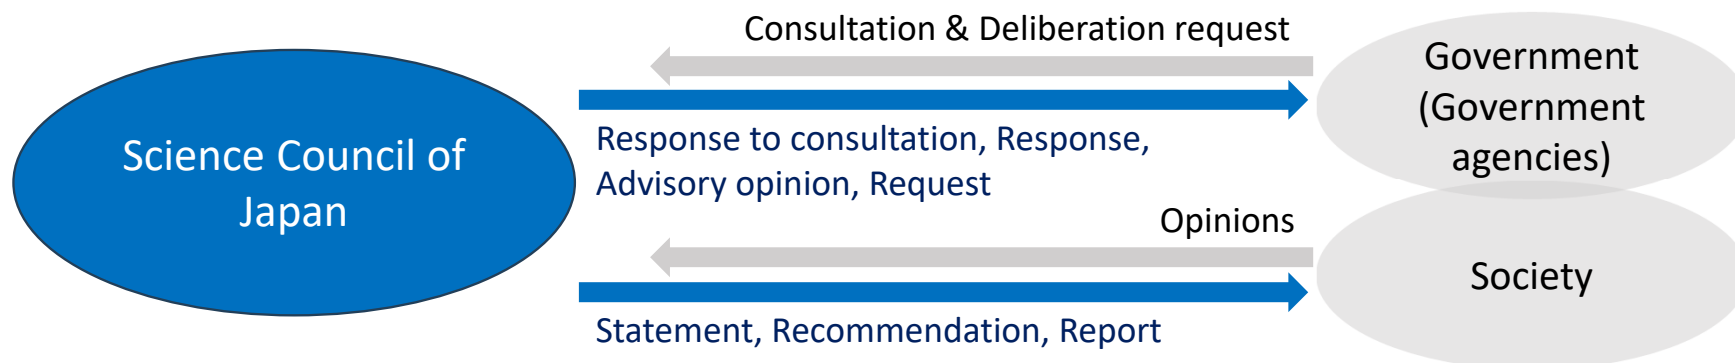 Consultation & Deliberation request
Government
(Government
agencies)
Science Council of
Japan
Response to consultation, Response,
Advisory opinion, Request
Opinions
Society
Statement, Recommendation, Report